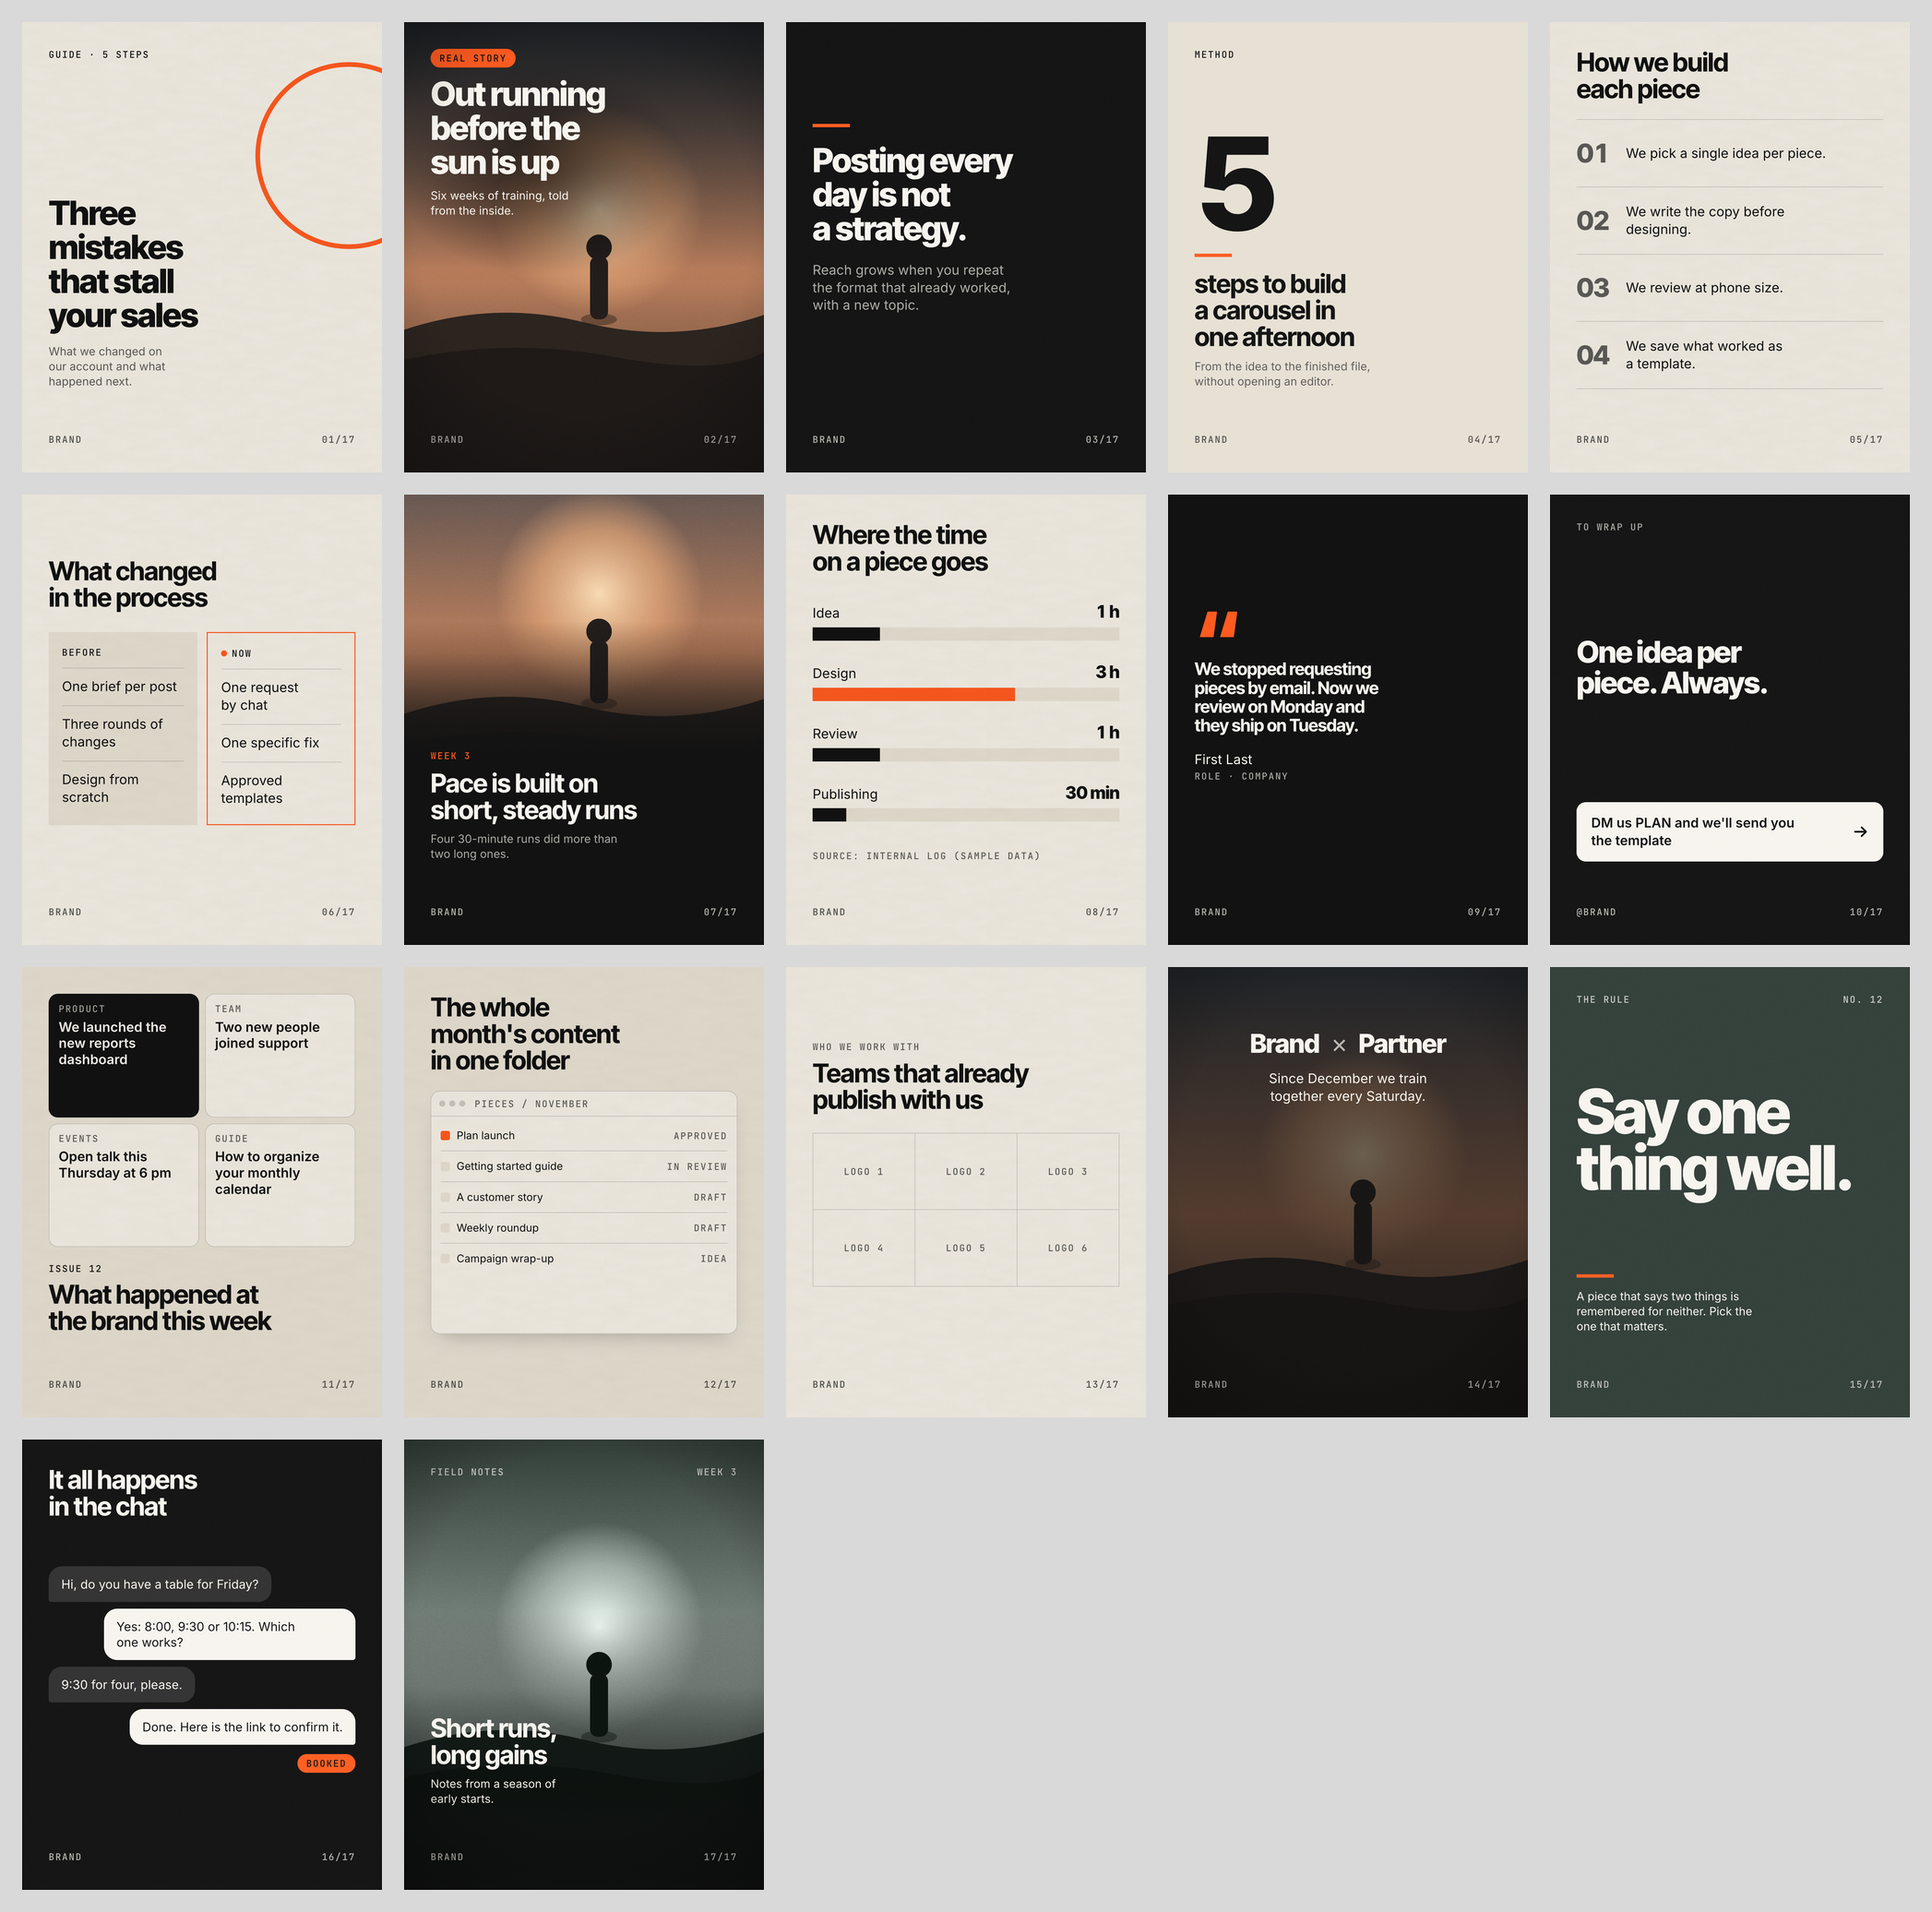 GUIDE · 5 STEPS
Three
mistakes
that stall
your sales
What we changed on
our account and what
happened next.
BRAND
01/17
REAL STORY
Out running
before the
sun is up
Six weeks of training, told
from the inside.
BRAND
02/17
Posting every
day is not
a strategy.
Reach grows when you repeat
the format that already worked,
with a new topic.
BRAND
03/17
METHOD
5
steps to build
a carousel in
one afternoon
From the idea to the finished file,
without opening an editor.
BRAND
04/17
How we build
each piece
01 We pick a single idea per piece.
02 We write the copy before
designing.
03 We review at phone size.
04 We save what worked as
a template.
BRAND
05/17
What changed
in the process
BEFORE
One brief per post
Three rounds of
changes
Design from
scratch
NOW
One request
by chat
One specific fix
Approved
templates
BRAND
06/17
WEEK 3
Pace is built on
short, steady runs
Four 30-minute runs did more than
two long ones.
BRAND
07/17
Where the time
on a piece goes
Idea 1 h
Design 3 h
Review 1 h
Publishing 30 min
SOURCE: INTERNAL LOG (SAMPLE DATA)
BRAND
08/17
“
We stopped requesting
pieces by email. Now we
review on Monday and
they ship on Tuesday.
First Last
ROLE · COMPANY
BRAND
09/17
TO WRAP UP
One idea per
piece. Always.
DM us PLAN and we'll send you
the template
→
@BRAND
10/17
PRODUCT
We launched the
new reports
dashboard
TEAM
Two new people
joined support
EVENTS
Open talk this
Thursday at 6 pm
GUIDE
How to organize
your monthly
calendar
ISSUE 12
What happened at
the brand this week
BRAND
11/17
The whole
month's content
in one folder
PIECES / NOVEMBER
Plan launch APPROVED
Getting started guide IN REVIEW
A customer story DRAFT
Weekly roundup DRAFT
Campaign wrap-up IDEA
BRAND
12/17
WHO WE WORK WITH
Teams that already
publish with us
LOGO 1 LOGO 2 LOGO 3
LOGO 4 LOGO 5 LOGO 6
BRAND
13/17
Brand × Partner
Since December we train
together every Saturday.
BRAND
14/17
THE RULE
NO. 12
Say one
thing well.
A piece that says two things is
remembered for neither. Pick the
one that matters.
BRAND
15/17
It all happens
in the chat
Hi, do you have a table for Friday?
Yes: 8:00, 9:30 or 10:15. Which
one works?
9:30 for four, please.
Done. Here is the link to confirm it.
BOOKED
BRAND
16/17
FIELD NOTES
WEEK 3
Short runs,
long gains
Notes from a season of
early starts.
BRAND
17/17